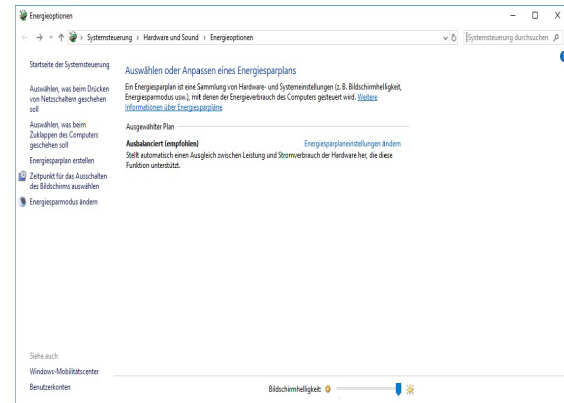 Energieoptionen
Systemsteuerung › Hardware und Sound › Energieoptionen
Systemsteuerung durchsuchen
Startseite der Systemsteuerung
Auswählen, was beim Drücken
von Netzschaltern geschehen
soll
Auswählen, was beim
Zuklappen des Computers
geschehen soll
Energiesparplan erstellen
Zeitpunkt für das Ausschalten
des Bildschirms auswählen
Energiesparmodus ändern
Auswählen oder Anpassen eines Energiesparplans
Ein Energiesparplan ist eine Sammlung von Hardware- und Systemeinstellungen (z. B. Bildschirmhelligkeit,
Energiesparmodus usw.), mit denen der Energieverbrauch des Computers gesteuert wird. Weitere
Informationen über Energiesparpläne
Ausgewählter Plan
Ausbalanciert (empfohlen) Energiesparplaneinstellungen ändern
Stellt automatisch einen Ausgleich zwischen Leistung und Stromverbrauch der Hardware her, die diese
Funktion unterstützt.
Siehe auch
Windows-Mobilitätscenter
Benutzerkonten
Bildschirmhelligkeit: